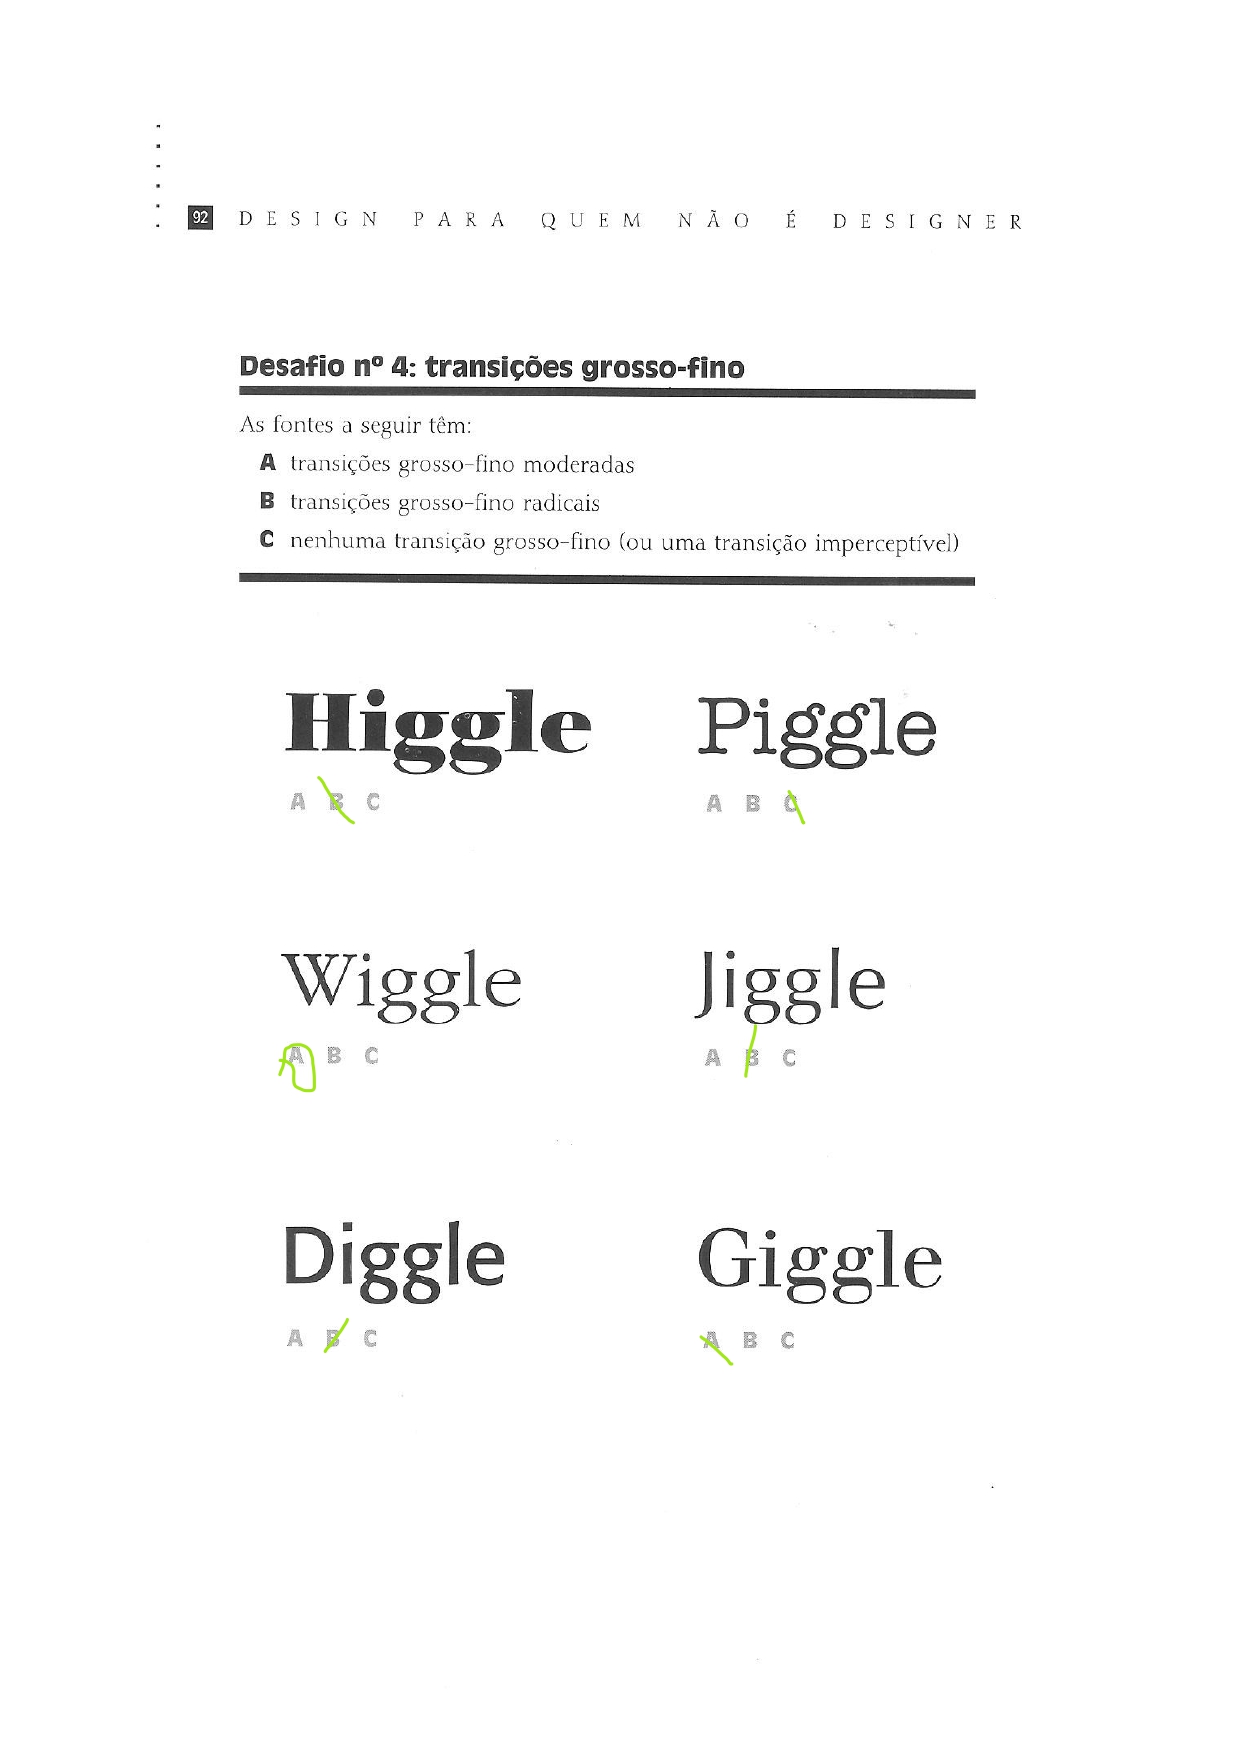 92 DESIGN PARA QUEM NÃO É DESIGNER
Desafio nº 4: transições grosso-fino
As fontes a seguir têm:
A transições grosso-fino moderadas
B transições grosso-fino radicais
C nenhuma transição grosso-fino (ou uma transição imperceptível)
Higgle Piggle
A B C A B C
Wiggle Jiggle
A B C A B C
Diggle Giggle
A B C A B C